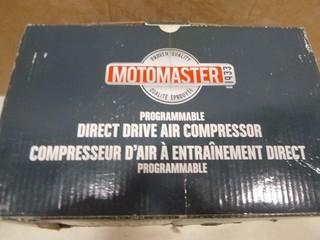 PROVEN QUALITY
MOTOMASTER
1933
QUALITÉ ÉPROUVÉE
PROGRAMMABLE
DIRECT DRIVE AIR COMPRESSOR
COMPRESSEUR D'AIR À ENTRAÎNEMENT DIRECT
PROGRAMMABLE